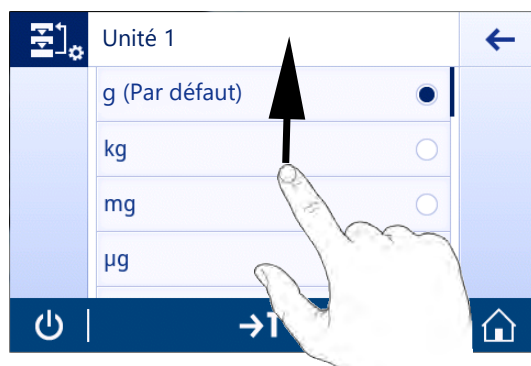 Unité 1
g (Par défaut)
kg
mg
µg
→T